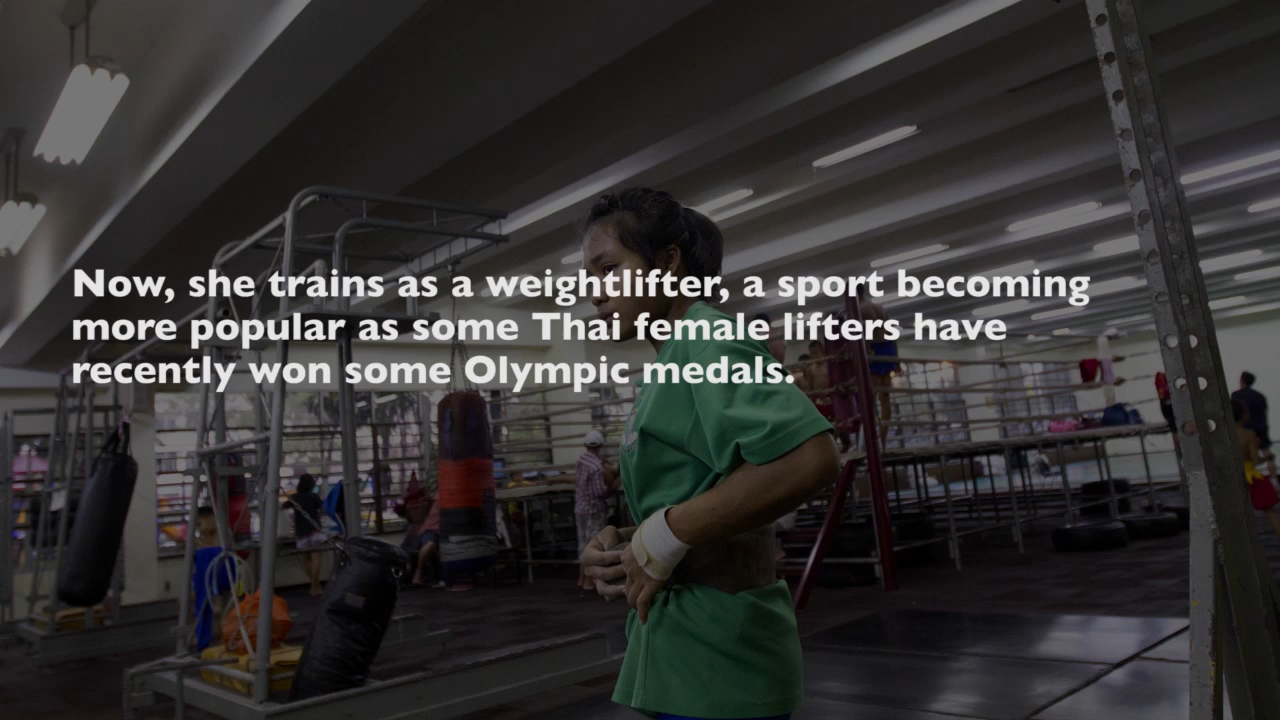 Now, she trains as a weightlifter, a sport becoming
more popular as some Thai female lifters have
recently won some Olympic medals.